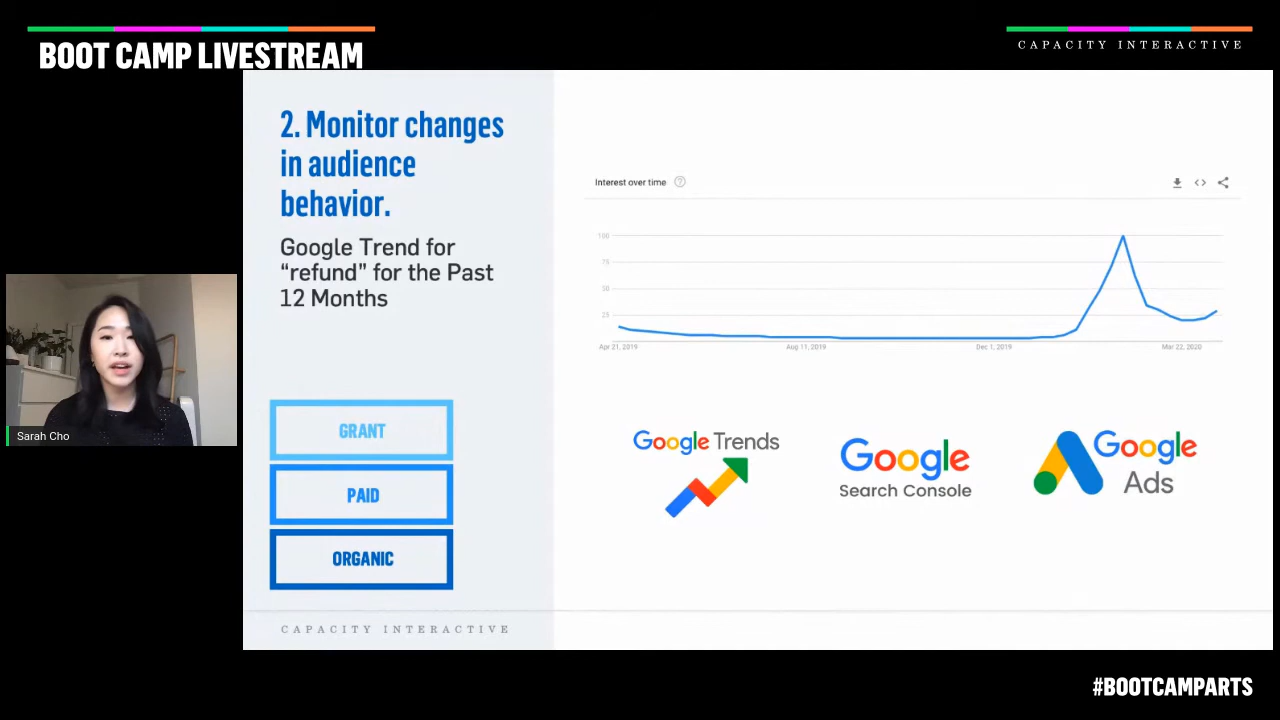 BOOT CAMP LIVESTREAM
CAPACITY INTERACTIVE
2. Monitor changes
in audience
behavior.
Google Trend for
“refund” for the Past
12 Months
GRANT
PAID
ORGANIC
CAPACITY INTERACTIVE
Interest over time
100
75
50
25
Apr 21, 2019
Aug 11, 2019
Dec 1, 2019
Mar 22, 2020
Google Trends
Google
Search Console
Google
Ads
Sarah Cho
#BOOTCAMPARTS